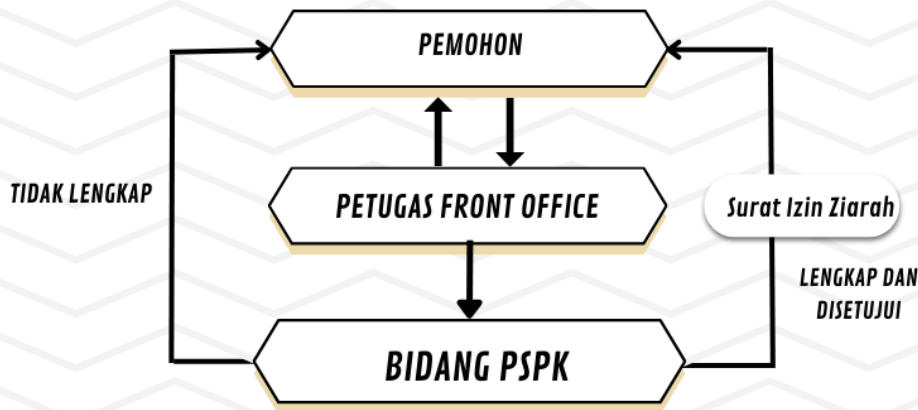 PEMOHON
TIDAK LENGKAP
PETUGAS FRONT OFFICE
Surat Izin Ziarah
LENGKAP DAN
DISETUJUI
BIDANG PSPK